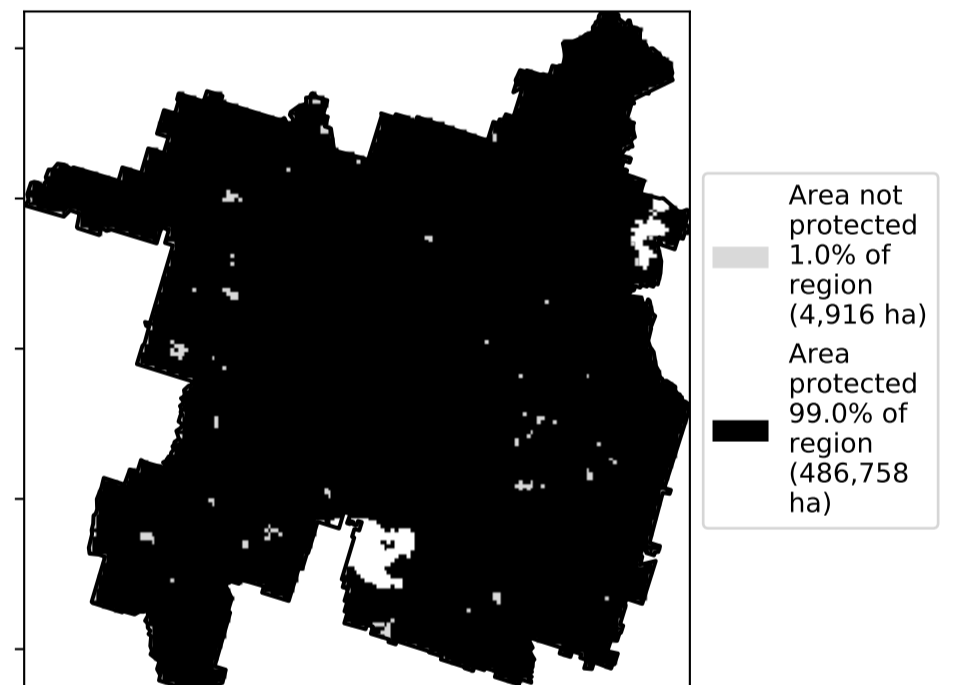 Area not
protected
1.0% of
region
(4,916 ha)
Area
protected
99.0% of
region
(486,758
ha)